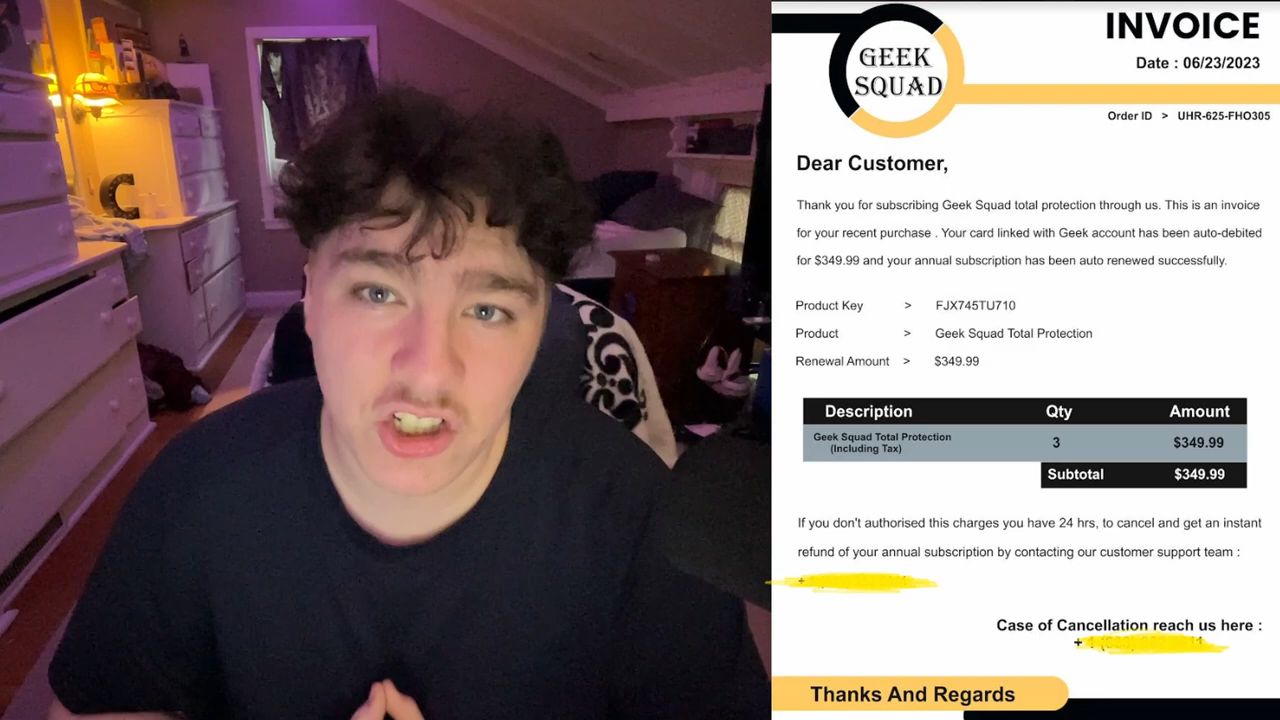 C
GEEK
SQUAD
INVOICE
Date : 06/23/2023
Order ID > UHR-625-FHO305
Dear Customer,
Thank you for subscribing Geek Squad total protection through us. This is an invoice
for your recent purchase . Your card linked with Geek account has been auto-debited
for $349.99 and your annual subscription has been auto renewed successfully.
Product Key > FJX745TU710
Product > Geek Squad Total Protection
Renewal Amount > $349.99
Description Qty Amount
Geek Squad Total Protection
(Including Tax) 3 $349.99
Subtotal $349.99
If you don't authorised this charges you have 24 hrs, to cancel and get an instant
refund of your annual subscription by contacting our customer support team :
+
Case of Cancellation reach us here :
+
Thanks And Regards